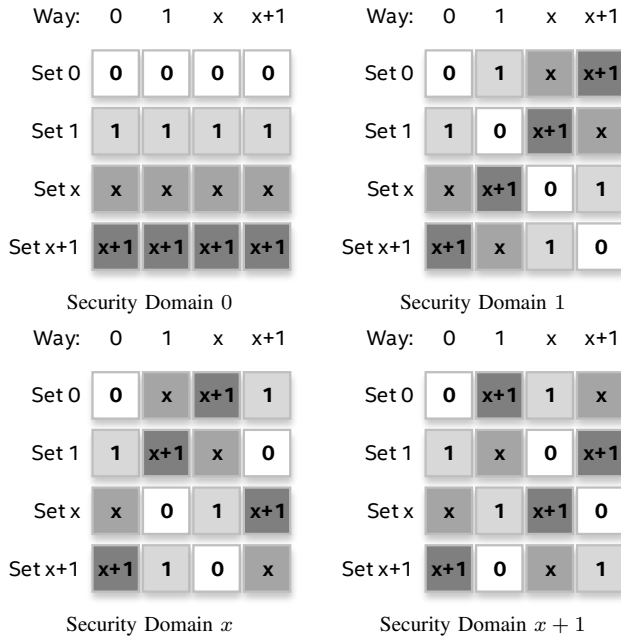 Way: 0 1 x x+1
Set 0 0 0 0 0
Set 1 1 1 1 1
Set x x x x x
Set x+1 x+1 x+1 x+1 x+1
Security Domain 0
Way: 0 1 x x+1
Set 0 0 1 x x+1
Set 1 1 0 x+1 x
Set x x x+1 0 1
Set x+1 x+1 x 1 0
Security Domain 1
Way: 0 1 x x+1
Set 0 0 x x+1 1
Set 1 1 x+1 x 0
Set x x 0 1 x+1
Set x+1 x+1 1 0 x
Security Domain x
Way: 0 1 x x+1
Set 0 0 x+1 1 x
Set 1 1 x 0 x+1
Set x x 1 x+1 0
Set x+1 x+1 0 x 1
Security Domain x + 1